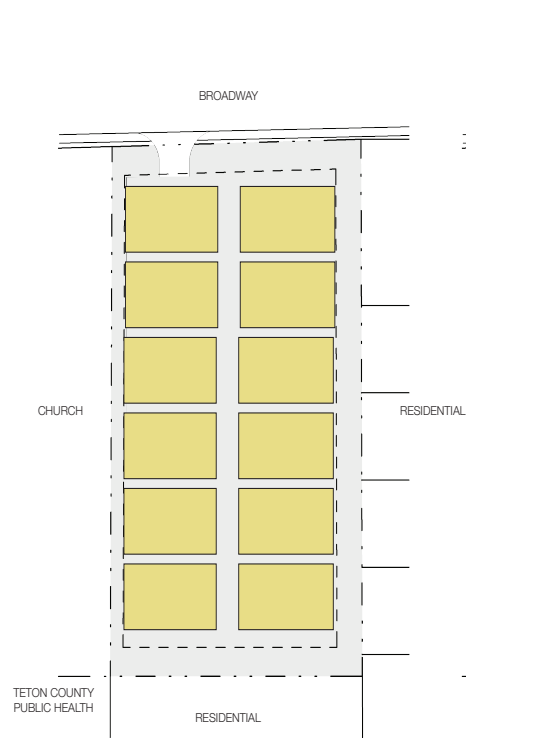 BROADWAY
CHURCH
RESIDENTIAL
TETON COUNTY
PUBLIC HEALTH
RESIDENTIAL